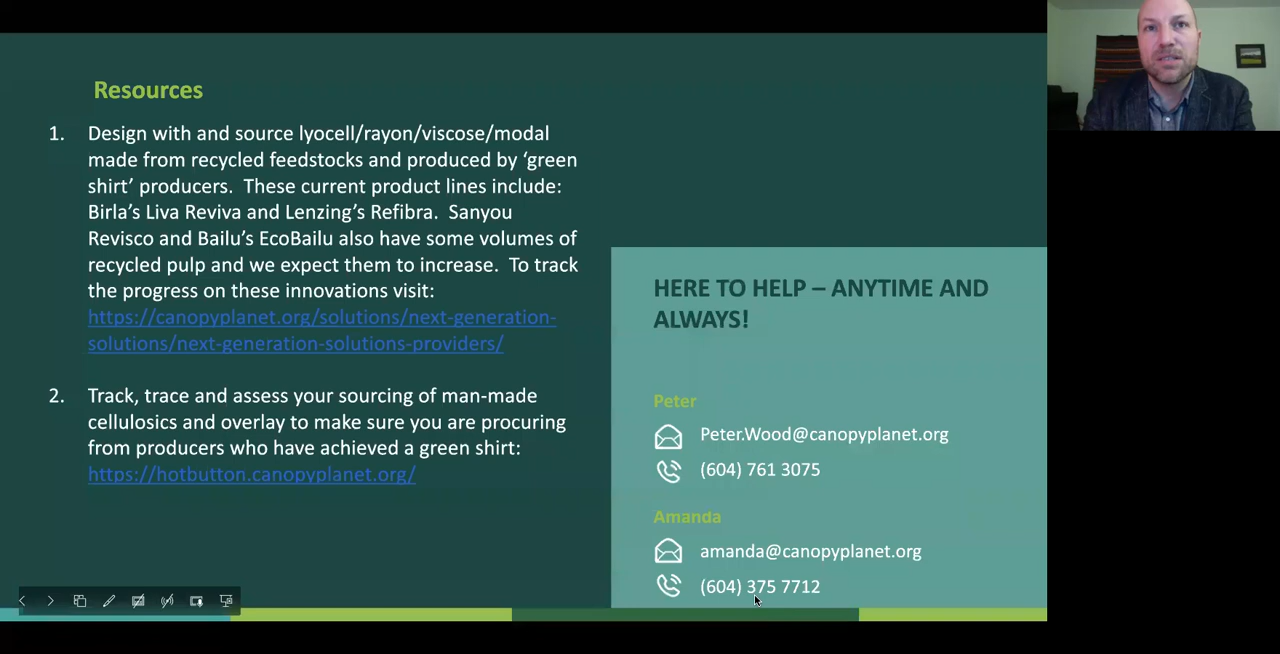 Resources
1. Design with and source lyocell/rayon/viscose/modal
made from recycled feedstocks and produced by ‘green
shirt’ producers.  These current product lines include:
Birla’s Liva Reviva and Lenzing’s Refibra.  Sanyou
Revisco and Bailu’s EcoBailu also have some volumes of
recycled pulp and we expect them to increase.  To track
the progress on these innovations visit:
https://canopyplanet.org/solutions/next-generation-
solutions/next-generation-solutions-providers/
2. Track, trace and assess your sourcing of man-made
cellulosics and overlay to make sure you are procuring
from producers who have achieved a green shirt:
https://hotbutton.canopyplanet.org/
HERE TO HELP – ANYTIME AND
ALWAYS!
Peter
Peter.Wood@canopyplanet.org
(604) 761 3075
Amanda
amanda@canopyplanet.org
(604) 375 7712